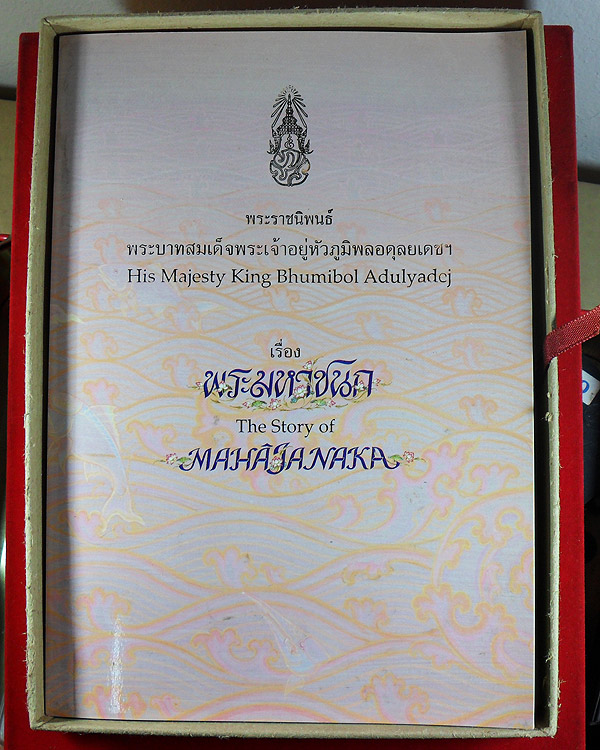 พระราชนิพนธ์
พระบาทสมเด็จพระเจ้าอยู่หัวภูมิพลอดุลยเดชฯ
His Majesty King Bhumibol Adulyadej
เรื่อง
พระมหาชนก
The Story of
MAHĀJANAKA